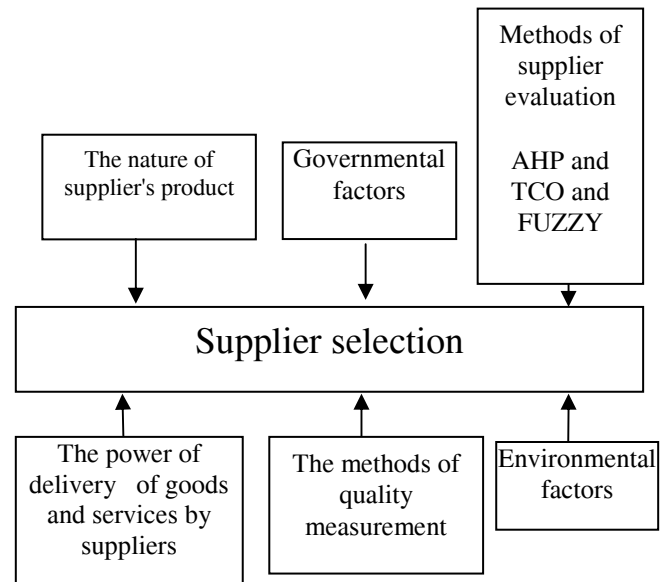 The nature of
supplier's product
Governmental
factors
Methods of
supplier
evaluation
AHP and
TCO and
FUZZY
Supplier selection
The power of
delivery of goods
and services by
suppliers
The methods of
quality
measurement
Environmental
factors